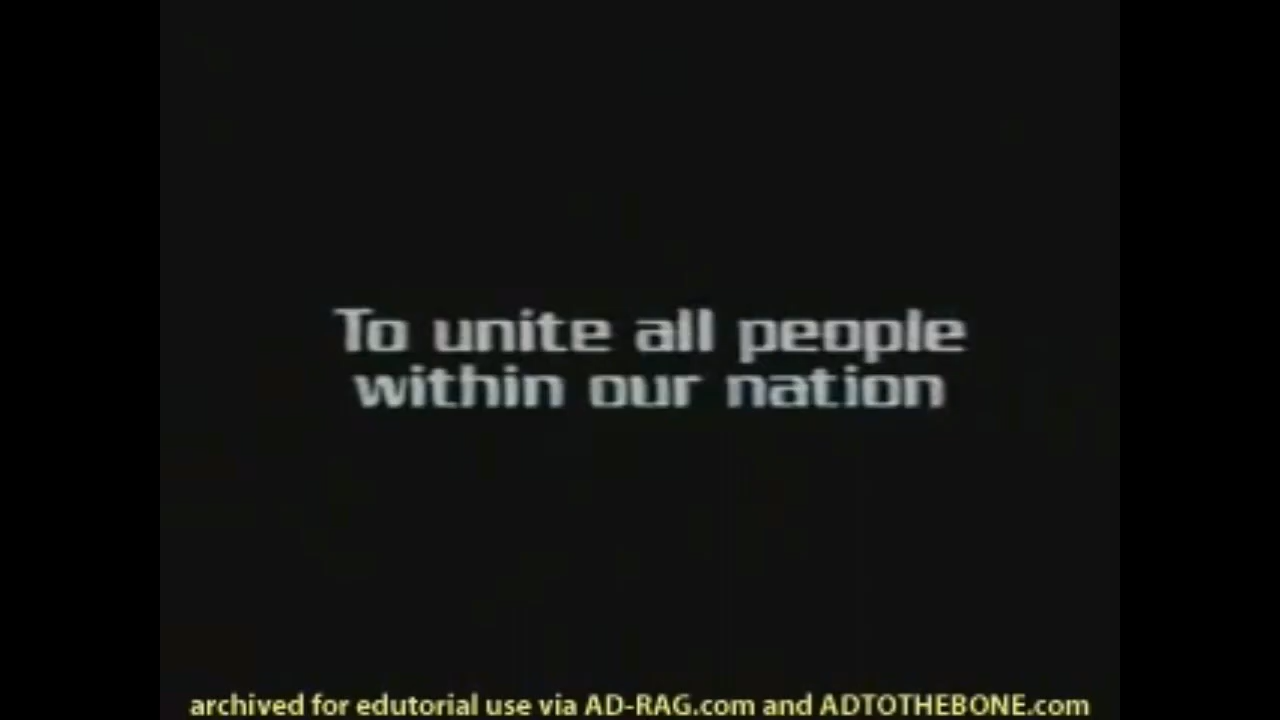 To unite all people
within our nation
archived for edutorial use via AD-RAG.com and ADTOTHEBONE.com